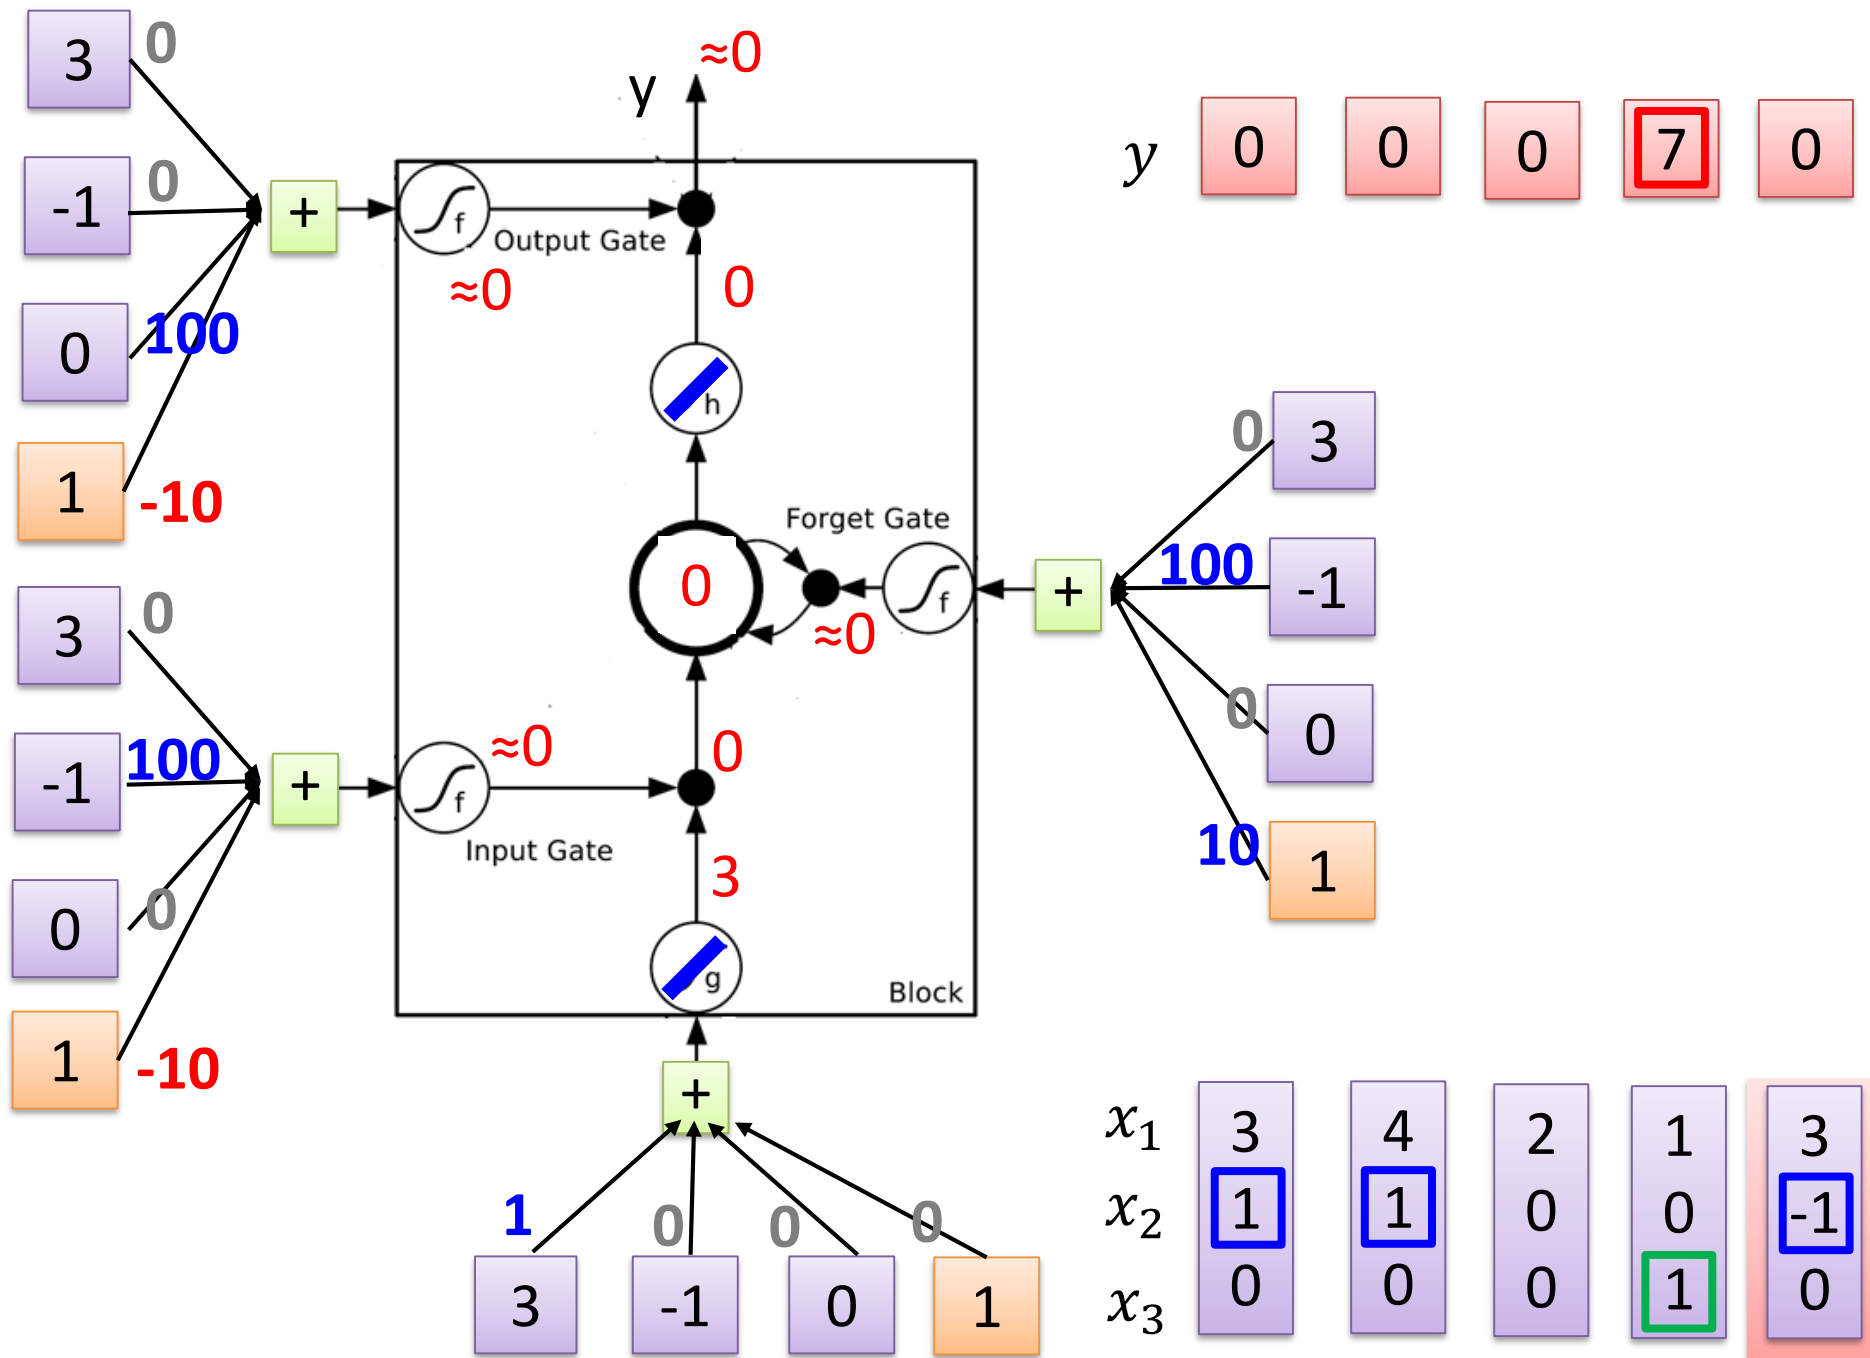 3 0
-1 0
0 100
1 -10
+
f
Output Gate
≈0
y
≈0
0
h
0
Forget Gate
f
≈0
+
0 3
100 -1
0 0
10 1
3 0
-1 100
0 0
1 -10
+
f
Input Gate
≈0
0
3
g
Block
+
1 0 0 0
3 -1 0 1
y 0 0 0 7 0
x₁ 3 4 2 1 3
x₂ 1 1 0 0 -1
x₃ 0 0 0 1 0